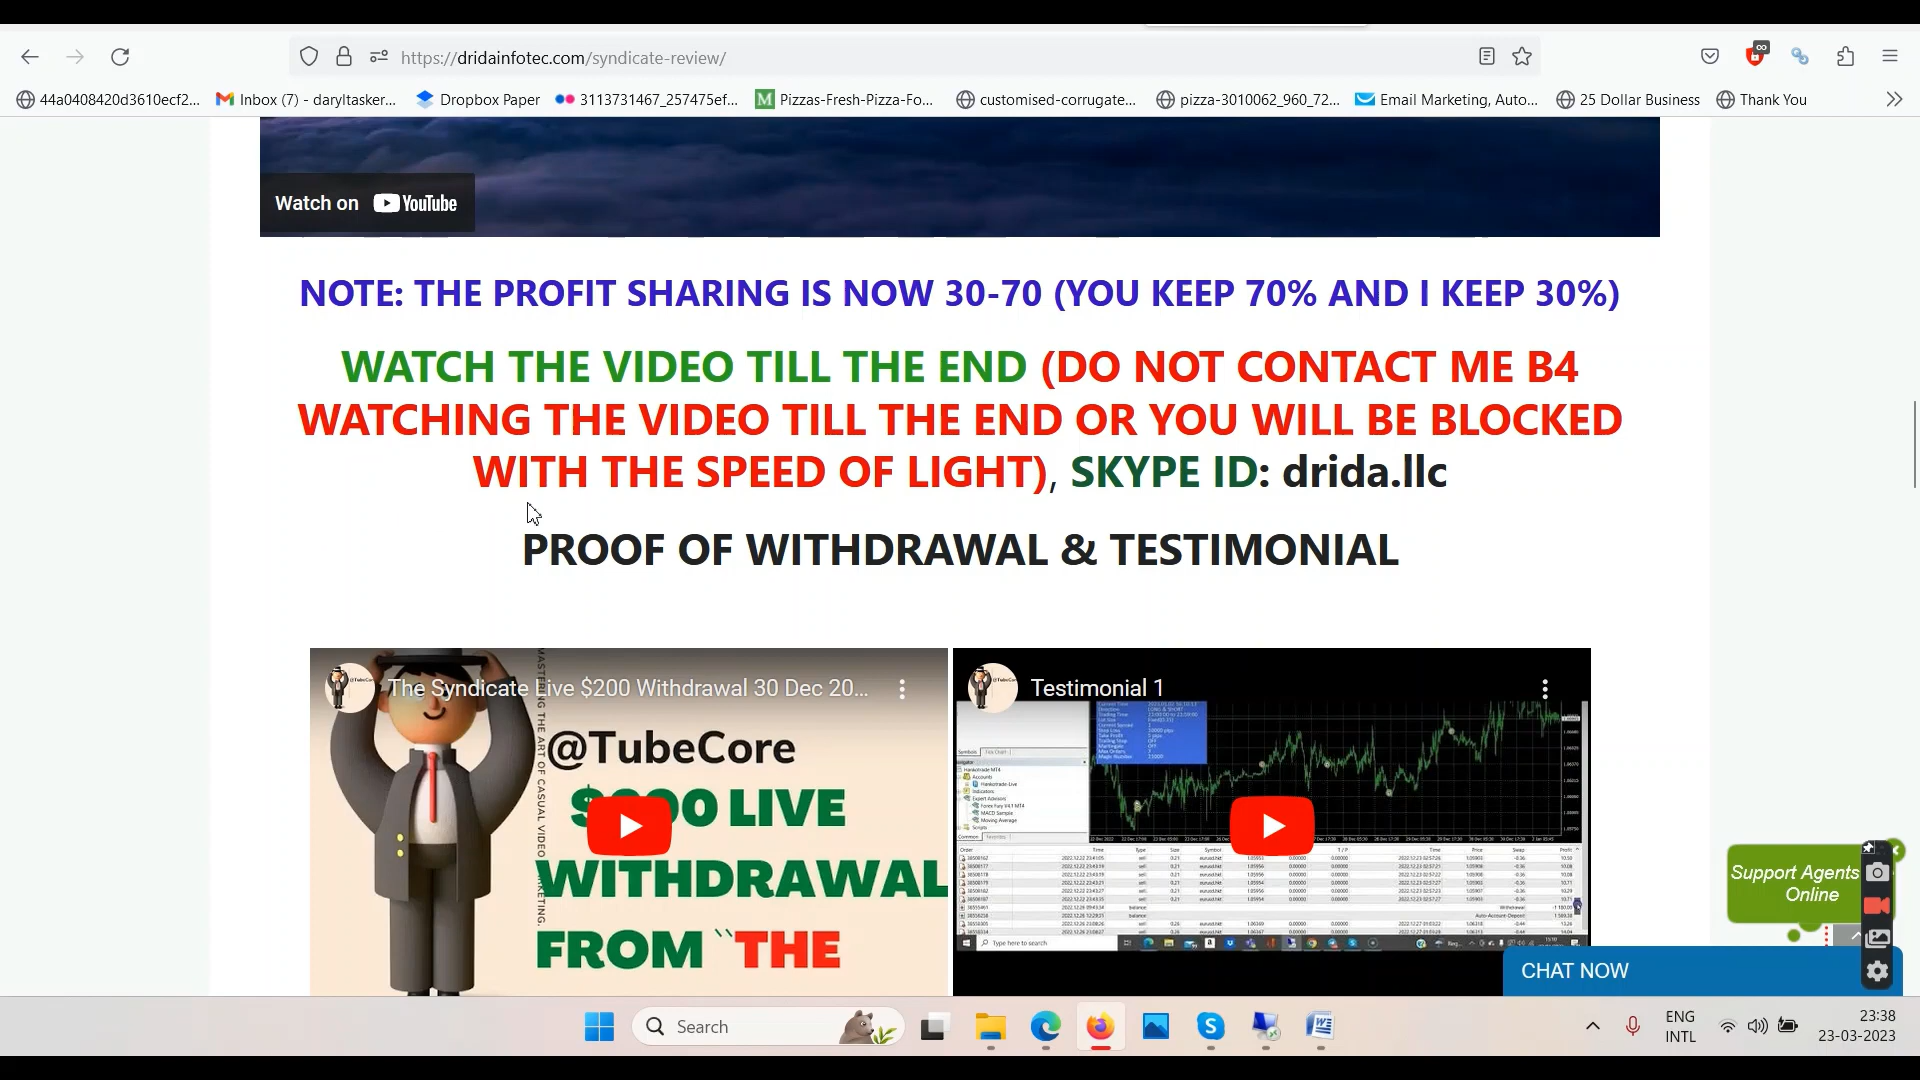 https://dridainfotec.com/syndicate-review/
44a0408420d3610ecf2...
Inbox (7) - daryltasker...
Dropbox Paper
3113731467_257475ef...
Pizzas-Fresh-Pizza-Fo...
customised-corrugate...
pizza-3010062_960_72...
Email Marketing, Auto...
25 Dollar Business
Thank You
Watch on YouTube
NOTE: THE PROFIT SHARING IS NOW 30-70 (YOU KEEP 70% AND I KEEP 30%)
WATCH THE VIDEO TILL THE END (DO NOT CONTACT ME B4
WATCHING THE VIDEO TILL THE END OR YOU WILL BE BLOCKED
WITH THE SPEED OF LIGHT), SKYPE ID: drida.llc
PROOF OF WITHDRAWAL & TESTIMONIAL
The Syndicate Live $200 Withdrawal 30 Dec 20...
@TubeCore
$200 LIVE
WITHDRAWAL
FROM ``THE
Testimonial 1
Type here to search
Support Agents
Online
CHAT NOW
Search
ENG
INTL
23:38
23-03-2023